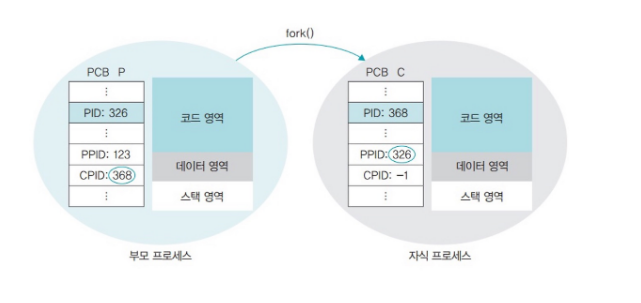 fork()
PCB P
⋮
PID: 326
⋮
PPID: 123
CPID: 368
⋮
코드 영역
데이터 영역
스택 영역
부모 프로세스
PCB C
⋮
PID: 368
⋮
PPID: 326
CPID: −1
⋮
코드 영역
데이터 영역
스택 영역
자식 프로세스